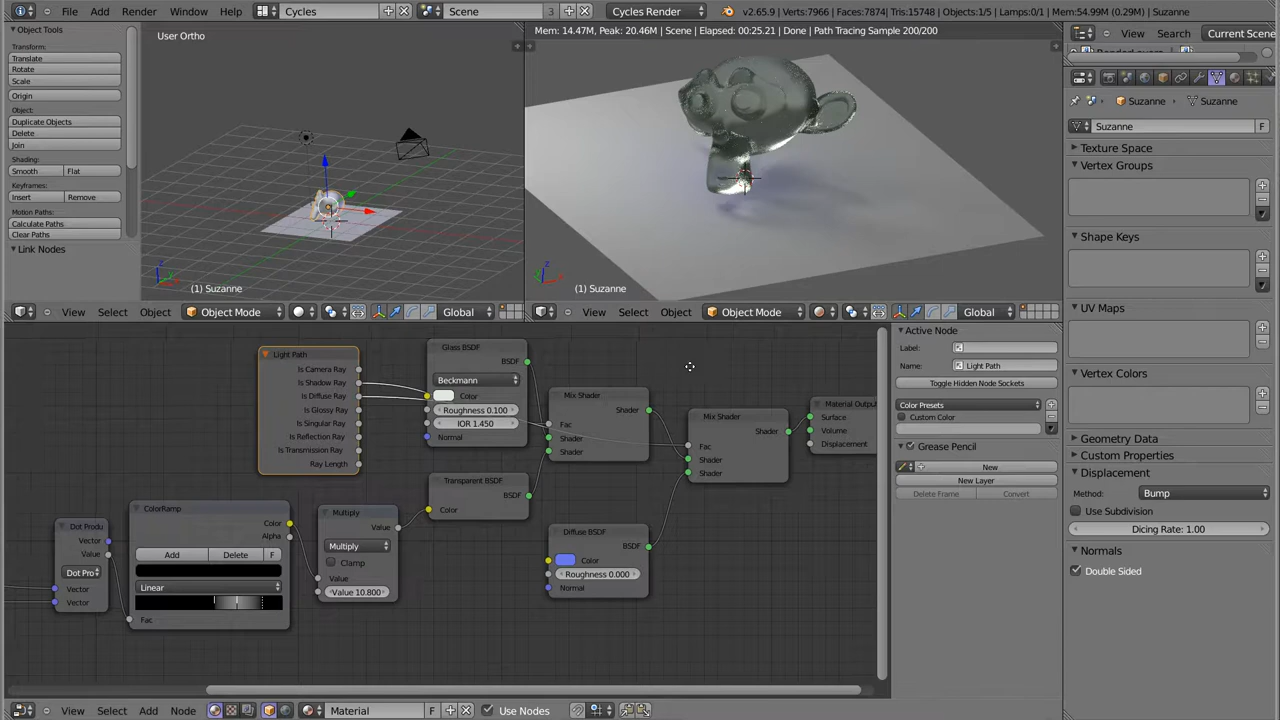 File
Render
Window
Help
Cycles
Scene
3
Cycles Render
v2.65.9 | Verts:7966 | Faces:7874 | Tris:15748 | Objects:1/5 | Lamps:0/1 | Mem:54.99M (0.29M) | Suzanne
Object Tools
Transform:
Translate
Rotate
Scale
Origin
Object:
Duplicate Objects
Delete
Join
Shading:
Smooth
Flat
Keyframes:
Insert
Remove
Motion Paths:
Calculate Paths
Clear Paths
Link Nodes
User Ortho
(1) Suzanne
View
Select
Object
Object Mode
Global
Mem: 14.47M, Peak: 20.46M | Scene | Elapsed: 00:25.21 | Done | Path Tracing Sample 200/200
(1) Suzanne
View
Select
Object
Object Mode
Global
View
Search
Current Scene
Suzanne
Suzanne
Suzanne
F
Texture Space
Vertex Groups
Shape Keys
UV Maps
Vertex Colors
Geometry Data
Custom Properties
Displacement
Method:
Bump
Use Subdivision
Dicing Rate: 1.00
Normals
Double Sided
Light Path
Is Camera Ray
Is Shadow Ray
Is Diffuse Ray
Is Glossy Ray
Is Singular Ray
Is Reflection Ray
Is Transmission Ray
Ray Length
Glass BSDF
BSDF
Beckmann
Color
Roughness 0.100
IOR 1.450
Normal
Mix Shader
Shader
Fac
Shader
Shader
Mix Shader
Shader
Fac
Shader
Shader
Material Output
Surface
Volume
Displacement
Transparent BSDF
BSDF
Color
Diffuse BSDF
BSDF
Color
Roughness 0.000
Normal
Dot Produ
Vector
Value
Dot Pro
Vector
Vector
ColorRamp
Color
Alpha
Add
Delete
F
Linear
Fac
Multiply
Value
Multiply
Clamp
Value
Value 10.800
Active Node
Label:
Name:
Light Path
Toggle Hidden Node Sockets
Color Presets
Custom Color
Grease Pencil
New
New Layer
Delete Frame
Convert
View
Select
Add
Node
Material
F
Use Nodes